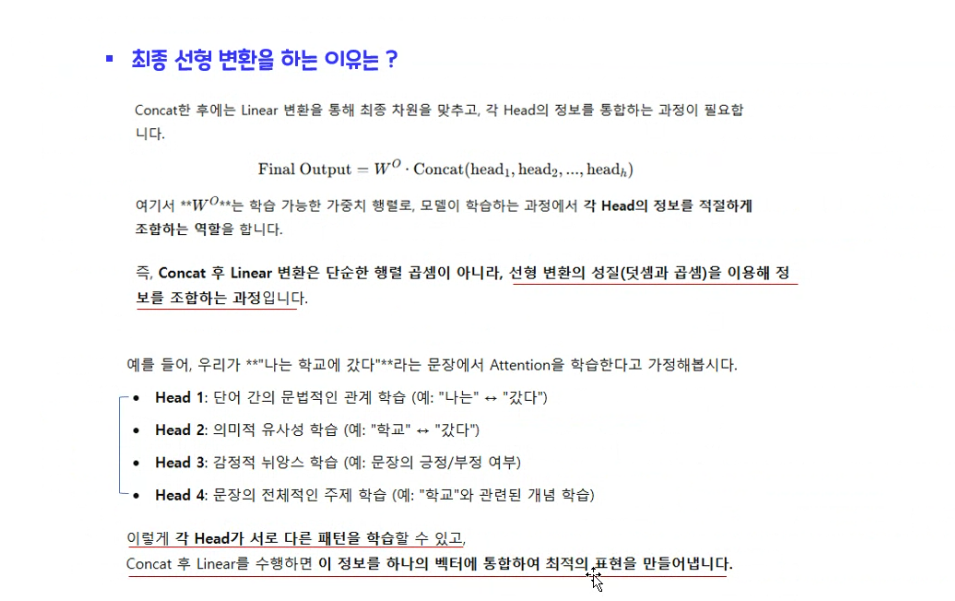 ▪ 최종 선형 변환을 하는 이유는 ?
Concat한 후에는 Linear 변환을 통해 최종 차원을 맞추고, 각 Head의 정보를 통합하는 과정이 필요합
니다.
Final Output = W^O · Concat(head₁, head₂, ..., headₕ)
여기서 **W^O**는 학습 가능한 가중치 행렬로, 모델이 학습하는 과정에서 각 Head의 정보를 적절하게
조합하는 역할을 합니다.
즉, Concat 후 Linear 변환은 단순한 행렬 곱셈이 아니라, 선형 변환의 성질(덧셈과 곱셈)을 이용해 정
보를 조합하는 과정입니다.
예를 들어, 우리가 **"나는 학교에 갔다"**라는 문장에서 Attention을 학습한다고 가정해봅시다.
• Head 1: 단어 간의 문법적인 관계 학습 (예: "나는" ↔ "갔다")
• Head 2: 의미적 유사성 학습 (예: "학교" ↔ "갔다")
• Head 3: 감정적 뉘앙스 학습 (예: 문장의 긍정/부정 여부)
• Head 4: 문장의 전체적인 주제 학습 (예: "학교"와 관련된 개념 학습)
이렇게 각 Head가 서로 다른 패턴을 학습할 수 있고,
Concat 후 Linear를 수행하면 이 정보를 하나의 벡터에 통합하여 최적의 표현을 만들어냅니다.